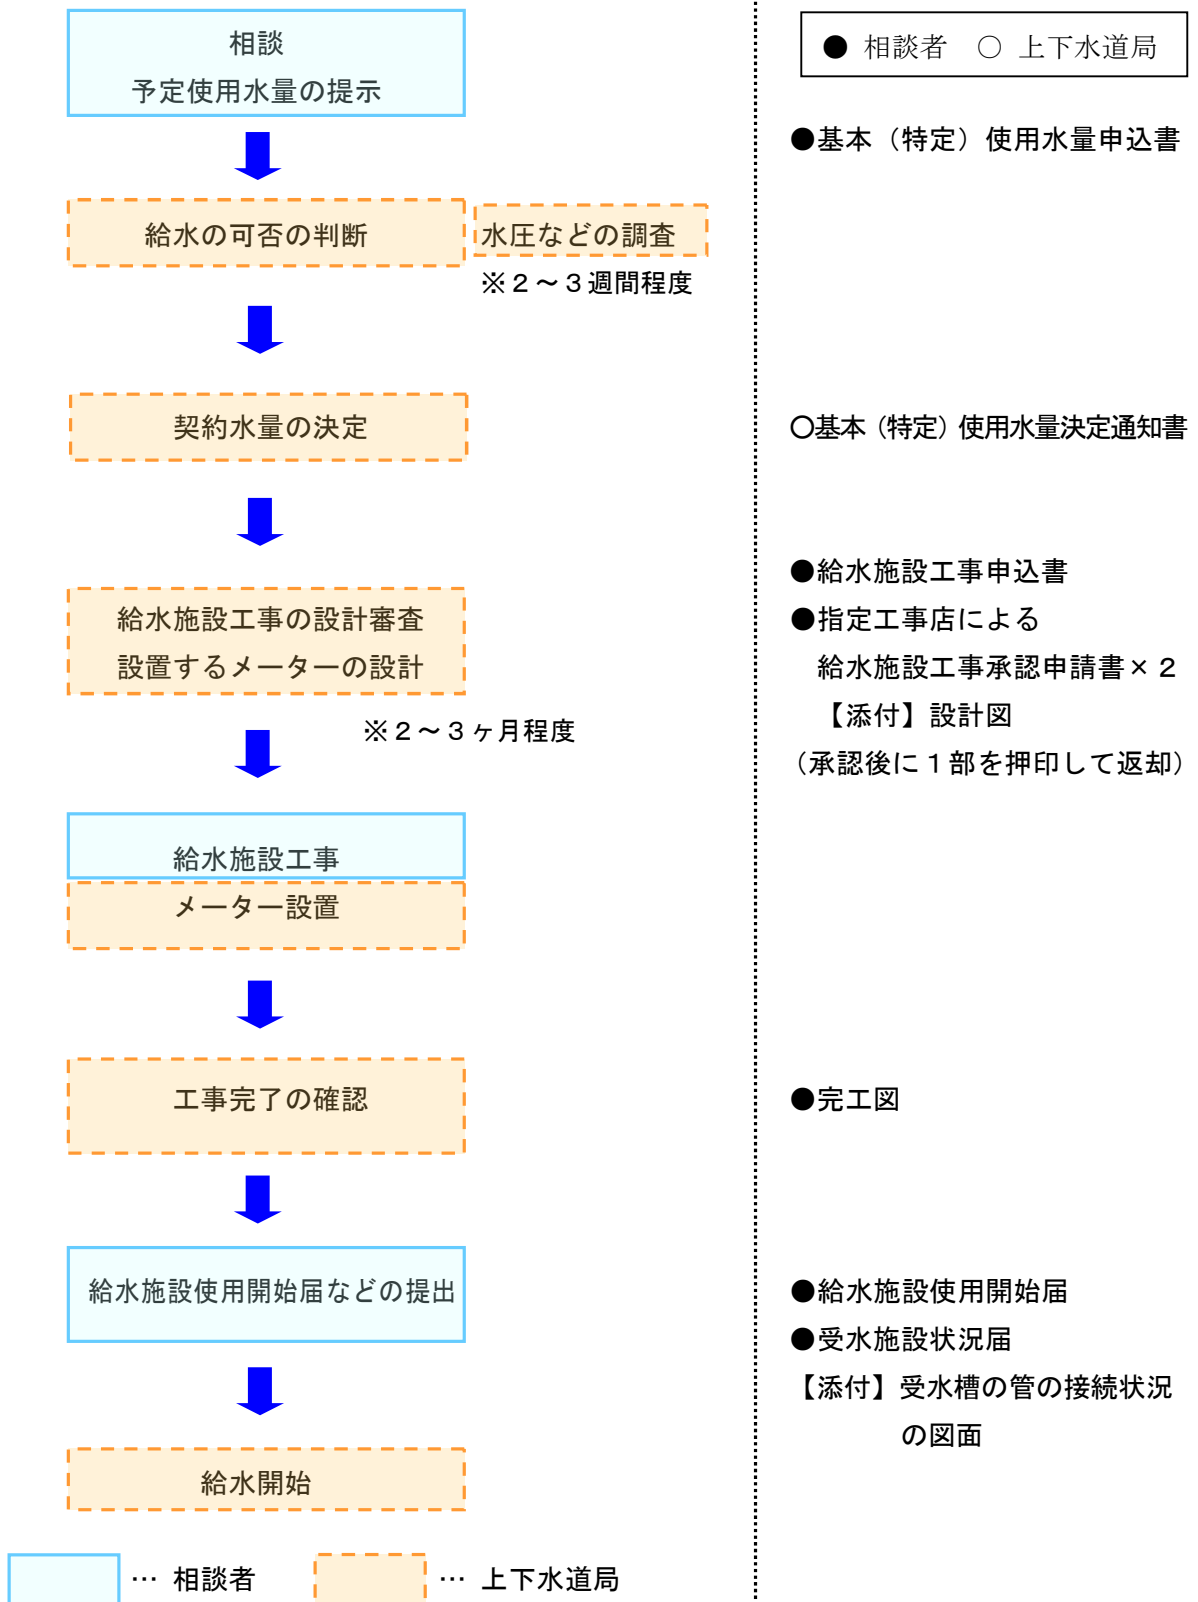 相談
予定使用水量の提示
● 相談者　○ 上下水道局
●基本（特定）使用水量申込書
給水の可否の判断
水圧などの調査
※２～３週間程度
契約水量の決定
○基本（特定）使用水量決定通知書
給水施設工事の設計審査
設置するメーターの設計
※２～３ヶ月程度
●給水施設工事申込書
●指定工事店による
給水施設工事承認申請書×２
【添付】設計図
（承認後に１部を押印して返却）
給水施設工事
メーター設置
工事完了の確認
●完工図
給水施設使用開始届などの提出
●給水施設使用開始届
●受水施設状況届
【添付】受水槽の管の接続状況
の図面
給水開始
… 相談者
… 上下水道局